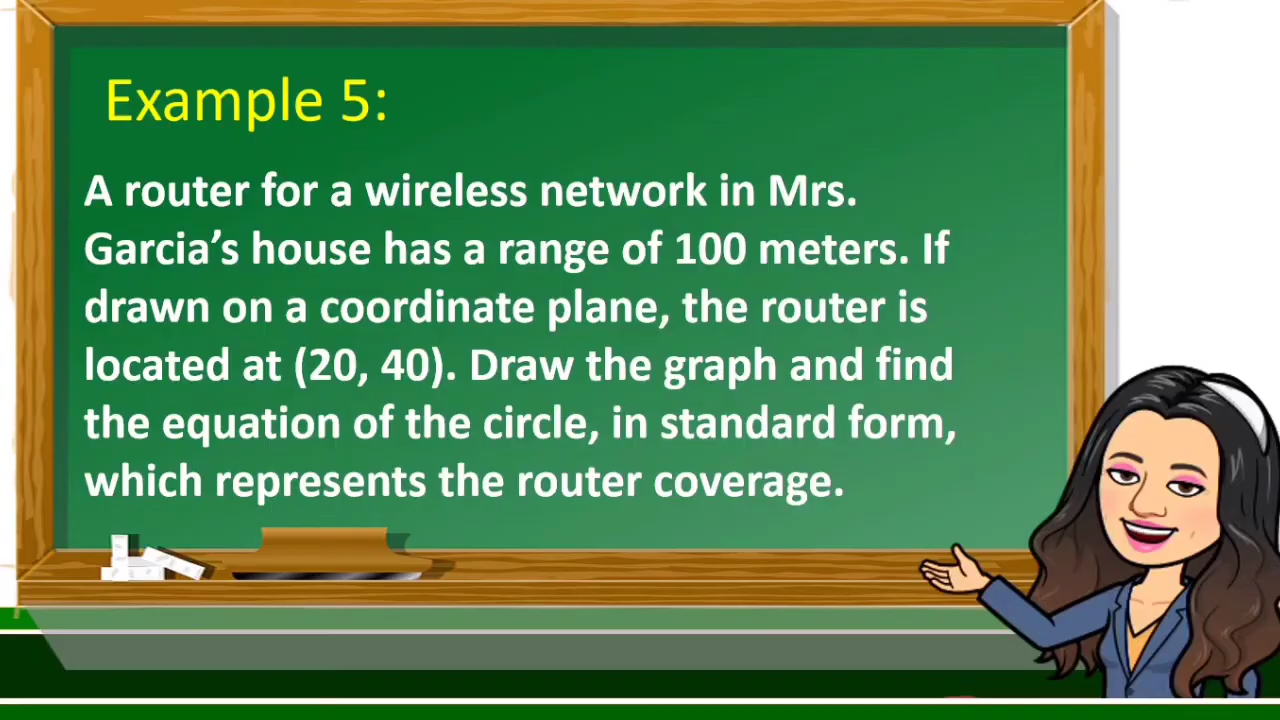 Example 5:
A router for a wireless network in Mrs.
Garcia’s house has a range of 100 meters. If
drawn on a coordinate plane, the router is
located at (20, 40). Draw the graph and find
the equation of the circle, in standard form,
which represents the router coverage.